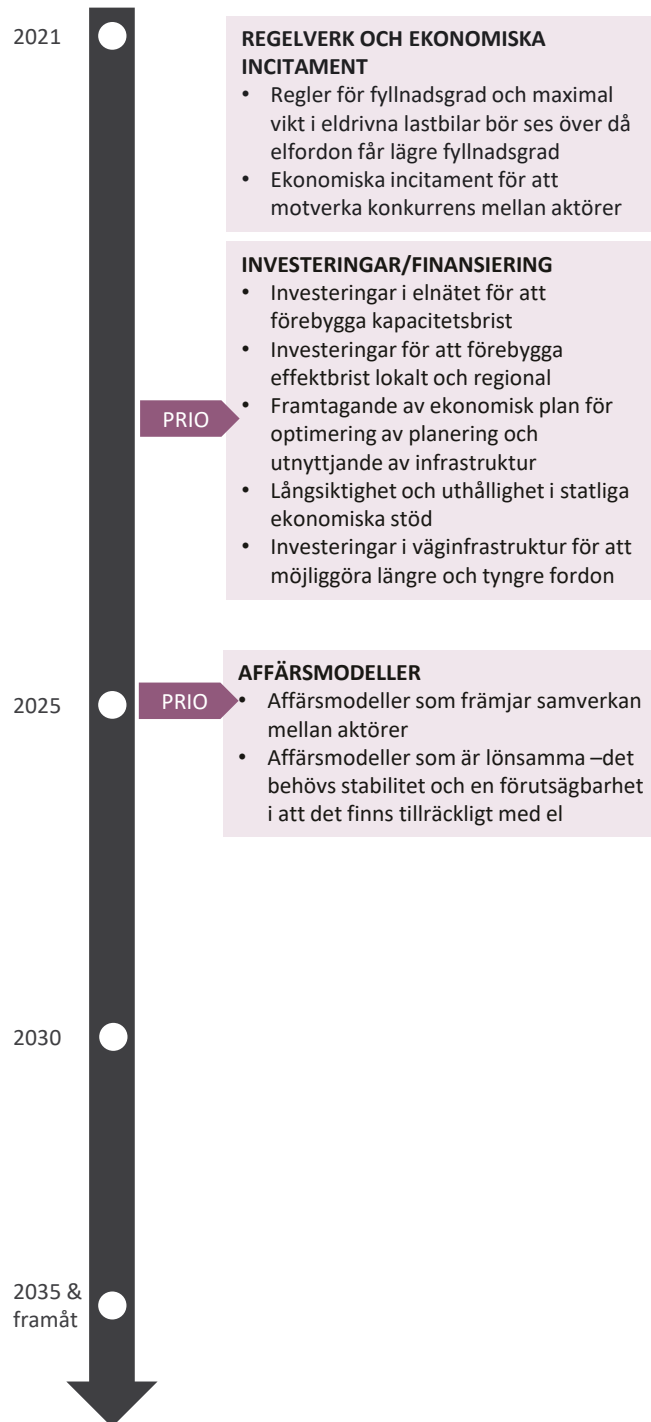 2021
REGELVERK OCH EKONOMISKA
INCITAMENT
• Regler för fyllnadsgrad och maximal
vikt i eldrivna lastbilar bör ses över då
elfordon får lägre fyllnadsgrad
• Ekonomiska incitament för att
motverka konkurrens mellan aktörer
INVESTERINGAR/FINANSIERING
• Investeringar i elnätet för att
förebygga kapacitetsbrist
• Investeringar för att förebygga
effektbrist lokalt och regional
PRIO
• Framtagande av ekonomisk plan för
optimering av planering och
utnyttjande av infrastruktur
• Långsiktighet och uthållighet i statliga
ekonomiska stöd
• Investeringar i väginfrastruktur för att
möjliggöra längre och tyngre fordon
2025
PRIO
AFFÄRSMODELLER
• Affärsmodeller som främjar samverkan
mellan aktörer
• Affärsmodeller som är lönsamma –det
behövs stabilitet och en förutsägbarhet
i att det finns tillräckligt med el
2030
2035 &
framåt